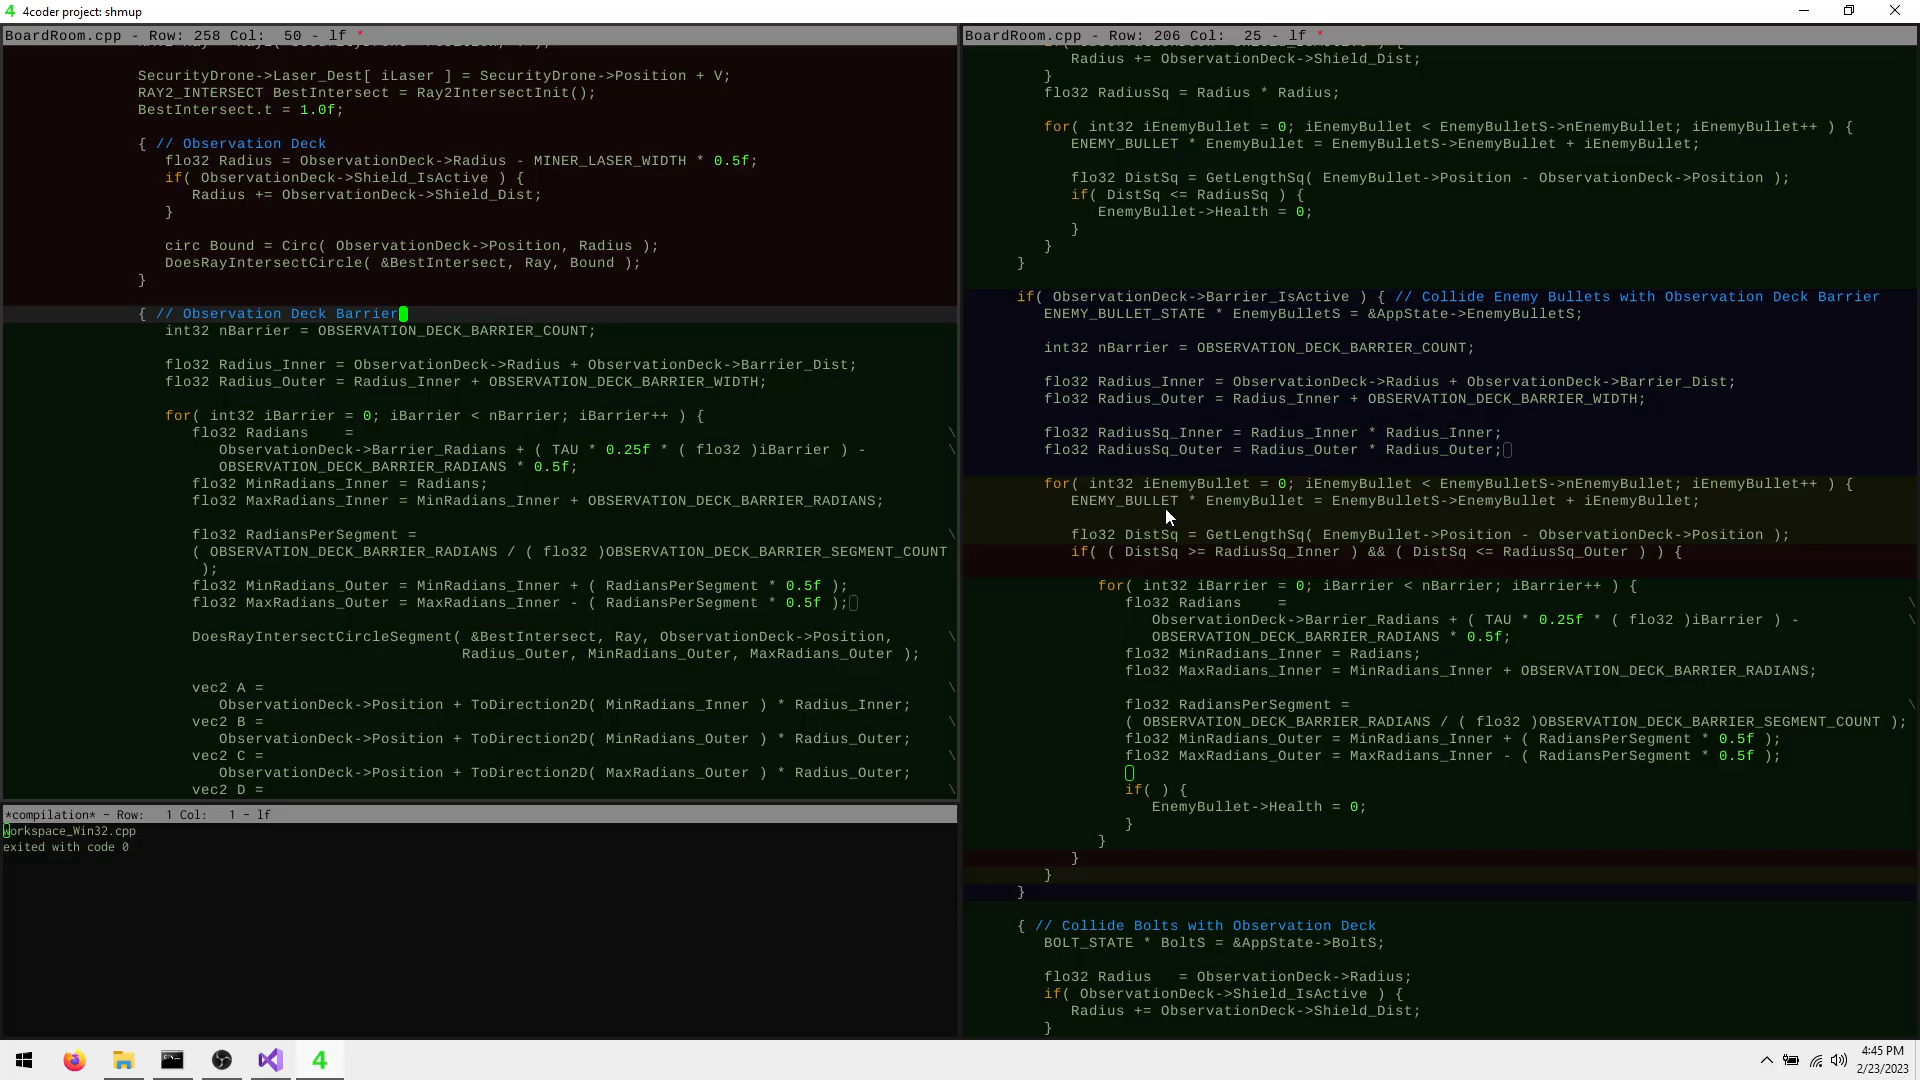 4coder project: shmup
BoardRoom.cpp - Row: 258 Col:  50 - lf *
SecurityDrone->Laser_Dest[ iLaser ] = SecurityDrone->Position + V;
RAY2_INTERSECT BestIntersect = Ray2IntersectInit();
BestIntersect.t = 1.0f;
{ // Observation Deck
flo32 Radius = ObservationDeck->Radius - MINER_LASER_WIDTH * 0.5f;
if( ObservationDeck->Shield_IsActive ) {
Radius += ObservationDeck->Shield_Dist;
}
circ Bound = Circ( ObservationDeck->Position, Radius );
DoesRayIntersectCircle( &BestIntersect, Ray, Bound );
}
{ // Observation Deck Barrier
int32 nBarrier = OBSERVATION_DECK_BARRIER_COUNT;
flo32 Radius_Inner = ObservationDeck->Radius + ObservationDeck->Barrier_Dist;
flo32 Radius_Outer = Radius_Inner + OBSERVATION_DECK_BARRIER_WIDTH;
for( int32 iBarrier = 0; iBarrier < nBarrier; iBarrier++ ) {
flo32 Radians    = \
ObservationDeck->Barrier_Radians + ( TAU * 0.25f * ( flo32 )iBarrier ) - \
OBSERVATION_DECK_BARRIER_RADIANS * 0.5f;
flo32 MinRadians_Inner = Radians;
flo32 MaxRadians_Inner = MinRadians_Inner + OBSERVATION_DECK_BARRIER_RADIANS;
flo32 RadiansPerSegment = \
( OBSERVATION_DECK_BARRIER_RADIANS / ( flo32 )OBSERVATION_DECK_BARRIER_SEGMENT_COUNT
);
flo32 MinRadians_Outer = MinRadians_Inner + ( RadiansPerSegment * 0.5f );
flo32 MaxRadians_Outer = MaxRadians_Inner - ( RadiansPerSegment * 0.5f );
DoesRayIntersectCircleSegment( &BestIntersect, Ray, ObservationDeck->Position, \
Radius_Outer, MinRadians_Outer, MaxRadians_Outer );
vec2 A = \
ObservationDeck->Position + ToDirection2D( MinRadians_Inner ) * Radius_Inner;
vec2 B = \
ObservationDeck->Position + ToDirection2D( MinRadians_Outer ) * Radius_Outer;
vec2 C = \
ObservationDeck->Position + ToDirection2D( MaxRadians_Outer ) * Radius_Outer;
vec2 D = \
*compilation* - Row:   1 Col:   1 - lf
workspace_Win32.cpp
exited with code 0
BoardRoom.cpp - Row: 206 Col:  25 - lf *
Radius += ObservationDeck->Shield_Dist;
}
flo32 RadiusSq = Radius * Radius;
for( int32 iEnemyBullet = 0; iEnemyBullet < EnemyBulletS->nEnemyBullet; iEnemyBullet++ ) {
ENEMY_BULLET * EnemyBullet = EnemyBulletS->EnemyBullet + iEnemyBullet;
flo32 DistSq = GetLengthSq( EnemyBullet->Position - ObservationDeck->Position );
if( DistSq <= RadiusSq ) {
EnemyBullet->Health = 0;
}
}
}
if( ObservationDeck->Barrier_IsActive ) { // Collide Enemy Bullets with Observation Deck Barrier
ENEMY_BULLET_STATE * EnemyBulletS = &AppState->EnemyBulletS;
int32 nBarrier = OBSERVATION_DECK_BARRIER_COUNT;
flo32 Radius_Inner = ObservationDeck->Radius + ObservationDeck->Barrier_Dist;
flo32 Radius_Outer = Radius_Inner + OBSERVATION_DECK_BARRIER_WIDTH;
flo32 RadiusSq_Inner = Radius_Inner * Radius_Inner;
flo32 RadiusSq_Outer = Radius_Outer * Radius_Outer;
for( int32 iEnemyBullet = 0; iEnemyBullet < EnemyBulletS->nEnemyBullet; iEnemyBullet++ ) {
ENEMY_BULLET * EnemyBullet = EnemyBulletS->EnemyBullet + iEnemyBullet;
flo32 DistSq = GetLengthSq( EnemyBullet->Position - ObservationDeck->Position );
if( ( DistSq >= RadiusSq_Inner ) && ( DistSq <= RadiusSq_Outer ) ) {
for( int32 iBarrier = 0; iBarrier < nBarrier; iBarrier++ ) {
flo32 Radians    = \
ObservationDeck->Barrier_Radians + ( TAU * 0.25f * ( flo32 )iBarrier ) - \
OBSERVATION_DECK_BARRIER_RADIANS * 0.5f;
flo32 MinRadians_Inner = Radians;
flo32 MaxRadians_Inner = MinRadians_Inner + OBSERVATION_DECK_BARRIER_RADIANS;
flo32 RadiansPerSegment = \
( OBSERVATION_DECK_BARRIER_RADIANS / ( flo32 )OBSERVATION_DECK_BARRIER_SEGMENT_COUNT );
flo32 MinRadians_Outer = MinRadians_Inner + ( RadiansPerSegment * 0.5f );
flo32 MaxRadians_Outer = MaxRadians_Inner - ( RadiansPerSegment * 0.5f );
if( ) {
EnemyBullet->Health = 0;
}
}
}
}
}
{ // Collide Bolts with Observation Deck
BOLT_STATE * BoltS = &AppState->BoltS;
flo32 Radius   = ObservationDeck->Radius;
if( ObservationDeck->Shield_IsActive ) {
Radius += ObservationDeck->Shield_Dist;
}
4:45 PM
2/23/2023